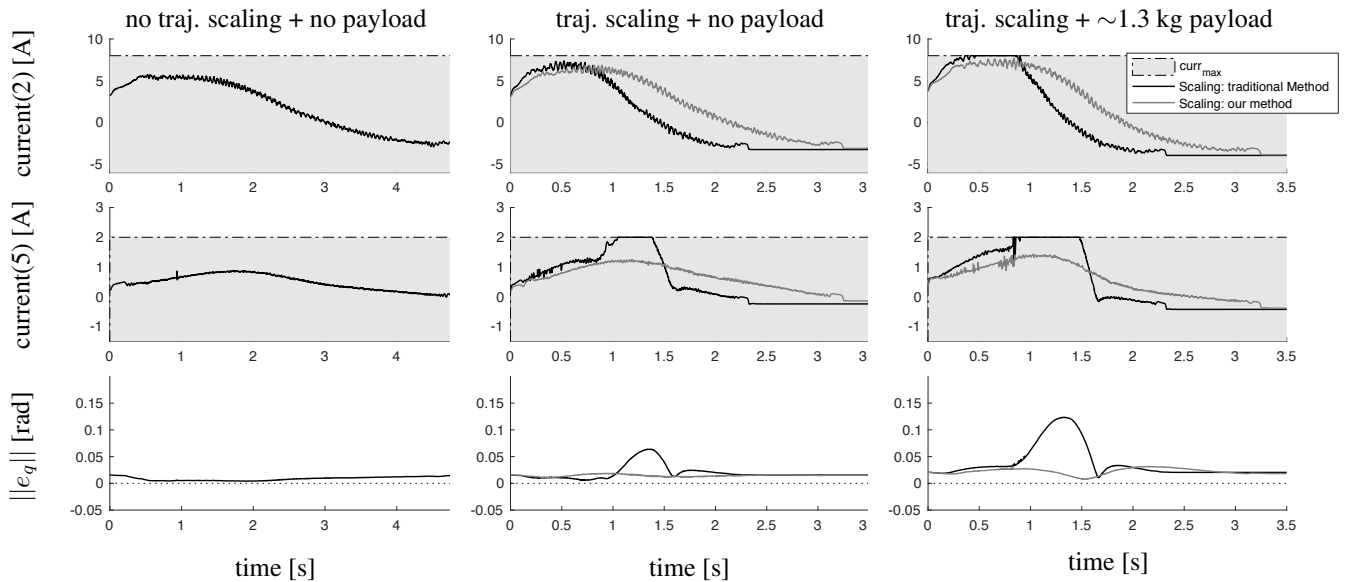 no traj. scaling + no payload
traj. scaling + no payload
traj. scaling + ∼1.3 kg payload
current(2) [A]
10
5
0
-5
0 1 2 3 4
10
5
0
-5
0 0.5 1 1.5 2 2.5 3 3
10
5
0
-5
0 0.5 1 1.5 2 2.5 3 3.5
curr_max
Scaling: traditional Method
Scaling: our method
current(5) [A]
3
2
1
0
-1
0 1 2 3 4
3
2
1
0
-1
0 0.5 1 1.5 2 2.5 3 3
3
2
1
0
-1
0 0.5 1 1.5 2 2.5 3 3.5
||e_q|| [rad]
0.15
0.1
0.05
0
-0.05
0 1 2 3 4
0.15
0.1
0.05
0
-0.05
0 0.5 1 1.5 2 2.5 3 3
0.15
0.1
0.05
0
-0.05
0 0.5 1 1.5 2 2.5 3 3.5
time [s]
time [s]
time [s]